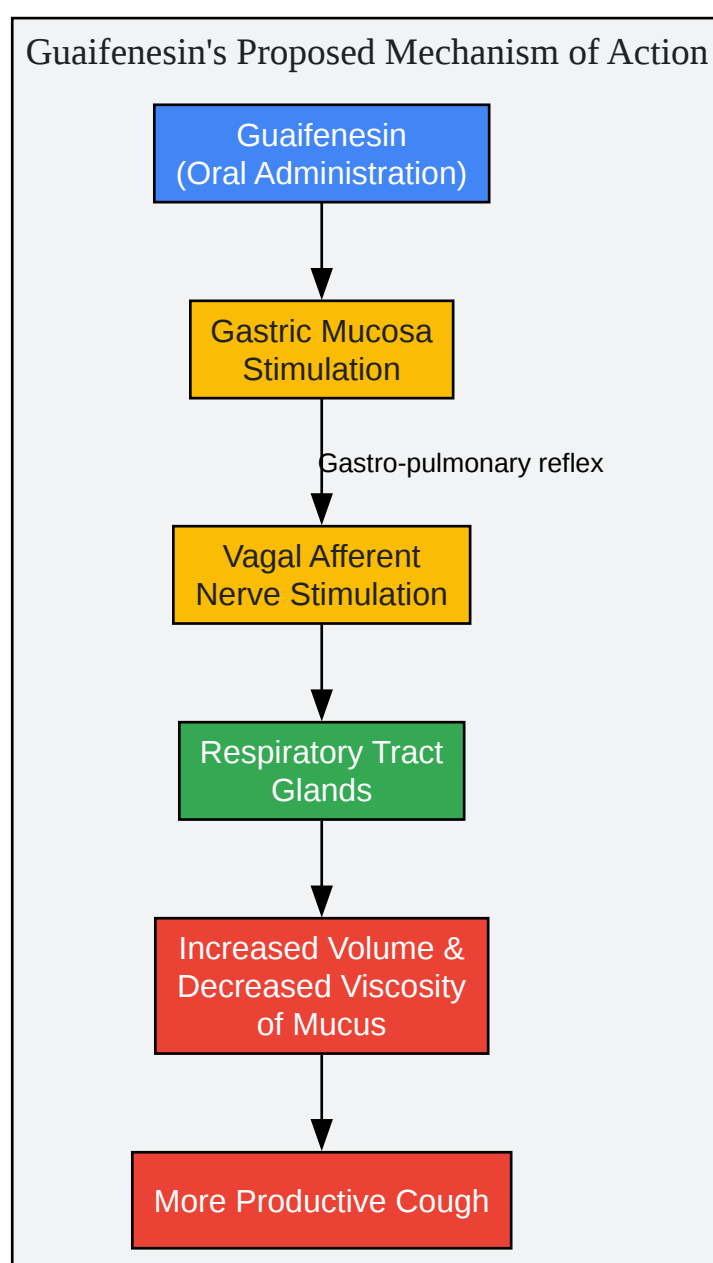 Guaifenesin's Proposed Mechanism of Action
Guaifenesin
(Oral Administration)
Gastric Mucosa
Stimulation
Gastro-pulmonary reflex
Vagal Afferent
Nerve Stimulation
Respiratory Tract
Glands
Increased Volume &
Decreased Viscosity
of Mucus
More Productive Cough